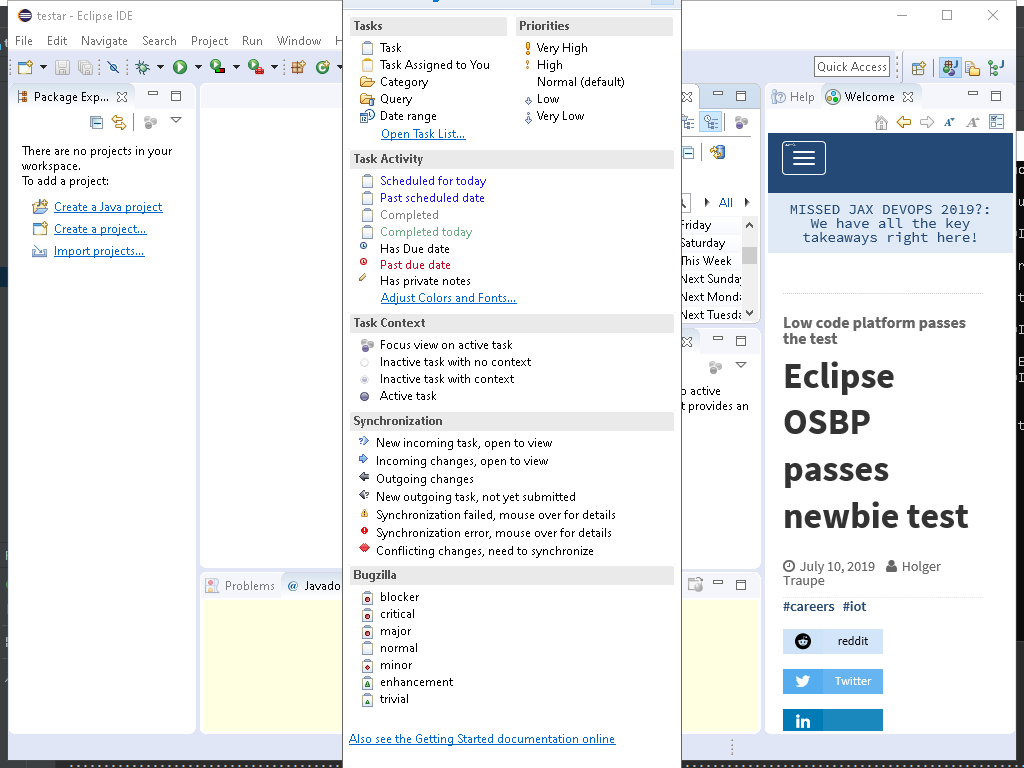 testar - Eclipse IDE
File Edit Navigate Search Project Run Window
Quick Access
Package Exp...
There are no projects in your
workspace.
To add a project:
Create a Java project
Create a project...
Import projects...
Problems
@ Javado
Tasks
Task
Task Assigned to You
Category
Query
Date range
Open Task List...
Priorities
Very High
High
Normal (default)
Low
Very Low
Task Activity
Scheduled for today
Past scheduled date
Completed
Completed today
Has Due date
Past due date
Has private notes
Adjust Colors and Fonts...
Task Context
Focus view on active task
Inactive task with no context
Inactive task with context
Active task
Synchronization
New incoming task, open to view
Incoming changes, open to view
Outgoing changes
New outgoing task, not yet submitted
Synchronization failed, mouse over for details
Synchronization error, mouse over for details
Conflicting changes, need to synchronize
Bugzilla
blocker
critical
major
normal
minor
enhancement
trivial
Also see the Getting Started documentation online
All
Friday
Saturday
This Week
Next Sunda
Next Monda
Next Tuesda
o active
t provides an
Help
Welcome
MISSED JAX DEVOPS 2019?:
We have all the key
takeaways right here!
Low code platform passes
the test
Eclipse
OSBP
passes
newbie test
July 10, 2019 Holger
Traupe
#careers #iot
reddit
Twitter
in